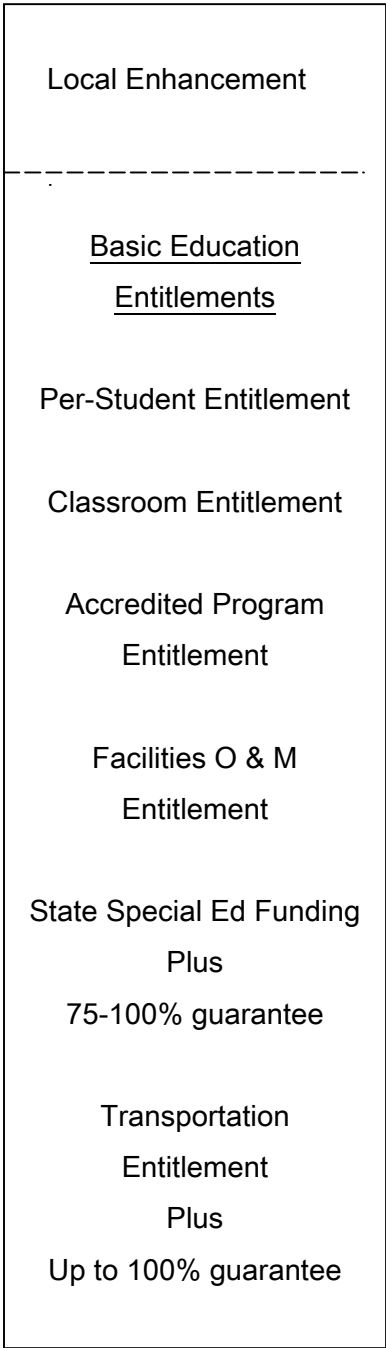 Local Enhancement
Basic Education
Entitlements
Per-Student Entitlement
Classroom Entitlement
Accredited Program
Entitlement
Facilities O & M
Entitlement
State Special Ed Funding
Plus
75-100% guarantee
Transportation
Entitlement
Plus
Up to 100% guarantee